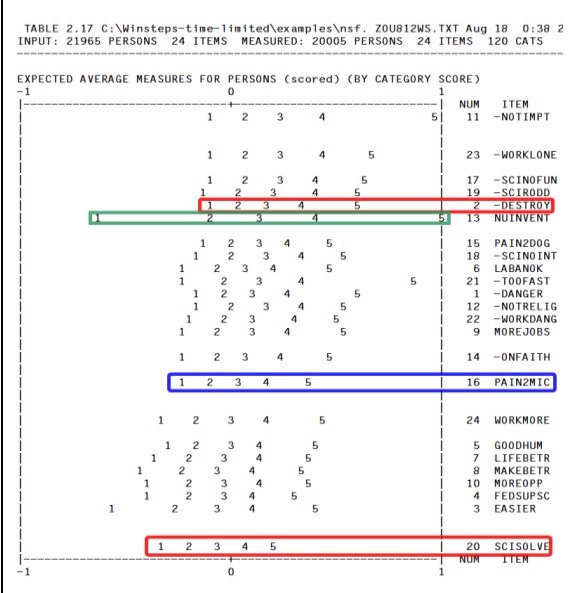 TABLE 2.17 C:\Winsteps-time-limited\examples\nsf. ZOU812WS.TXT Aug 18 0:38 2
INPUT: 21965 PERSONS 24 ITEMS MEASURED: 20005 PERSONS 24 ITEMS 120 CATS
EXPECTED AVERAGE MEASURES FOR PERSONS (scored) (BY CATEGORY SCORE)
-1 0 1
NUM ITEM
1 2 3 4 5 11 -NOTIMPT
1 2 3 4 5 23 -WORKLONE
1 2 3 4 5 17 -SCINOFUN
1 2 3 4 5 19 -SCIRODD
1 2 3 4 5 2 -DESTROY
1 2 3 4 5 13 NUINVENT
1 2 3 4 5 15 PAIN2DOG
1 2 3 4 5 18 -SCINOINT
1 2 3 4 5 6 LABANOK
1 2 3 4 5 21 -TOOFAST
1 2 3 4 5 1 -DANGER
1 2 3 4 5 12 -NOTRELIG
1 2 3 4 5 22 -WORKDANG
1 2 3 4 5 9 MOREJOBS
1 2 3 4 5 14 -ONFAITH
1 2 3 4 5 16 PAIN2MIC
1 2 3 4 5 24 WORKMORE
1 2 3 4 5 5 GOODHUM
1 2 3 4 5 7 LIFEBETR
1 2 3 4 5 8 MAKEBETR
1 2 3 4 5 10 MOREOPP
1 2 3 4 5 4 FEDSUPSC
1 2 3 4 5 3 EASIER
1 2 3 4 5 20 SCISOLVE
NUM ITEM
-1 0 1